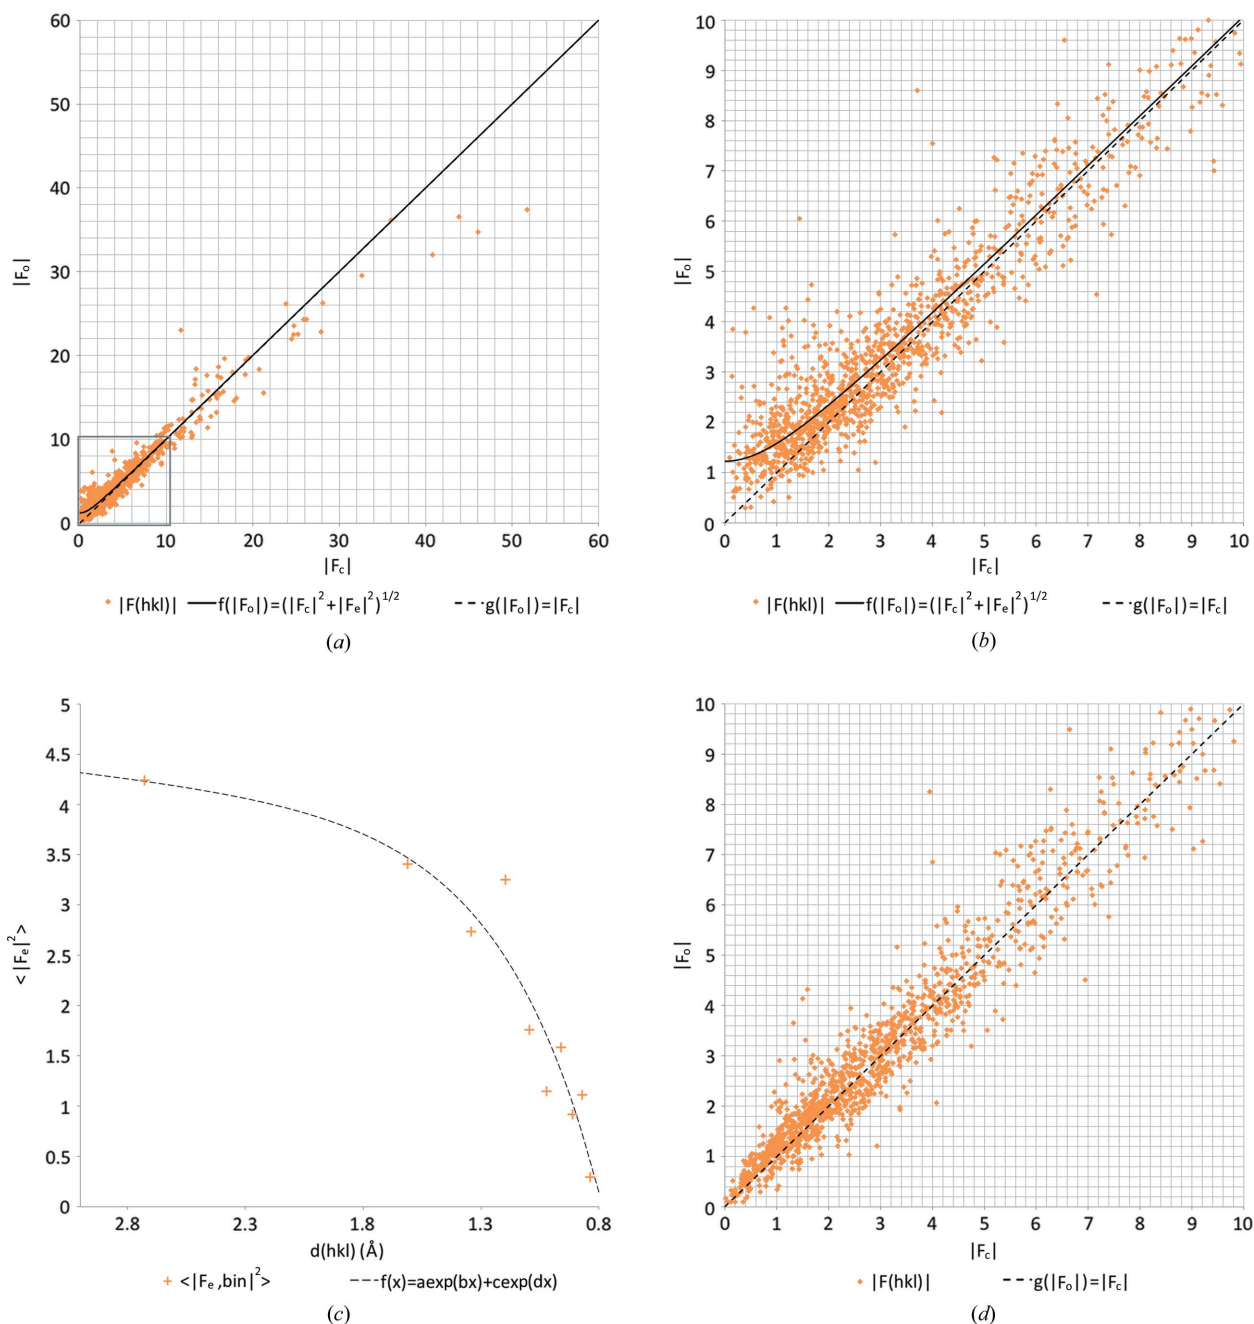 60
50
40
30
20
10
0
|Fo|
0 10 20 30 40 50 60
|Fc|
|F(hkl)| f(|Fo|)=(|Fc|²+|Fe|²)^1/2 g(|Fo|)=|Fc|
(a)
10
9
8
7
6
5
4
3
2
1
0
|Fo|
0 1 2 3 4 5 6 7 8 9 10
|Fc|
|F(hkl)| f(|Fo|)=(|Fc|²+|Fe|²)^1/2 g(|Fo|)=|Fc|
(b)
5
4.5
4
3.5
3
2.5
2
1.5
1
0.5
0
<|Fe|²>
2.8 2.3 1.8 1.3 0.8
d(hkl) (Å)
<|Fe,bin|²> f(x)=aexp(bx)+cexp(dx)
(c)
10
9
8
7
6
5
4
3
2
1
0
|Fo|
0 1 2 3 4 5 6 7 8 9 10
|Fc|
|F(hkl)| g(|Fo|)=|Fc|
(d)